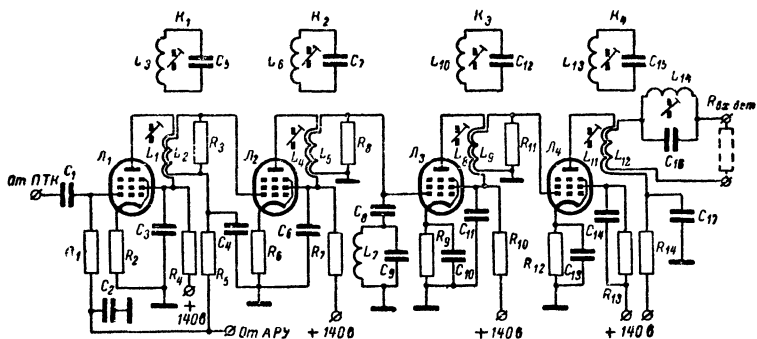 К₁ К₂ К₃ К₄
L₃ C₅ L₆ C₇ L₁₀ C₁₂ L₁₃ C₁₅
L₁₄
Rвх дет
C₁₆
Л₁ L₁ L₂ R₃ Л₂ L₄ L₅ R₈ Л₃ L₈ L₉ R₁₁ Л₄ L₁₁ L₁₂
От ПТК C₁
R₁ R₂ C₃ R₄ C₄ R₅ R₆ C₆ R₇ C₈ L₇ C₉ R₉ C₁₀ C₁₁ R₁₀ R₁₂ C₁₃ C₁₄ R₁₃ R₁₄ C₁₇
C₂
+
140в От АРУ +140в +140в +140в